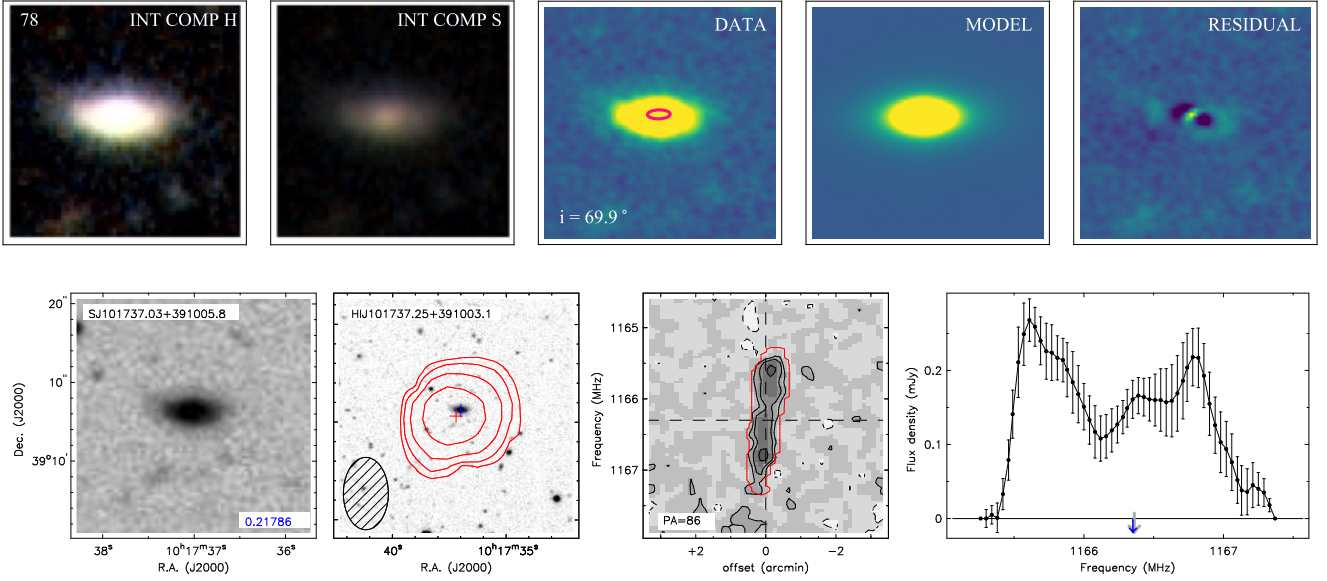 78 INT COMP H
INT COMP S
DATA
i = 69.9°
MODEL
RESIDUAL
SJ101737.03+391005.8
20"
10"
39°10'
Dec. (J2000)
0.21786
38ˢ 10ʰ17ᵐ37ˢ 36ˢ
R.A. (J2000)
HIJ101737.25+391003.1
40ˢ 10ʰ17ᵐ35ˢ
R.A. (J2000)
1165
1166
1167
Frequency (MHz)
PA=86
+2 0 −2
offset (arcmin)
0.2
0.1
0
Flux density (mJy)
1166 1167
Frequency (MHz)